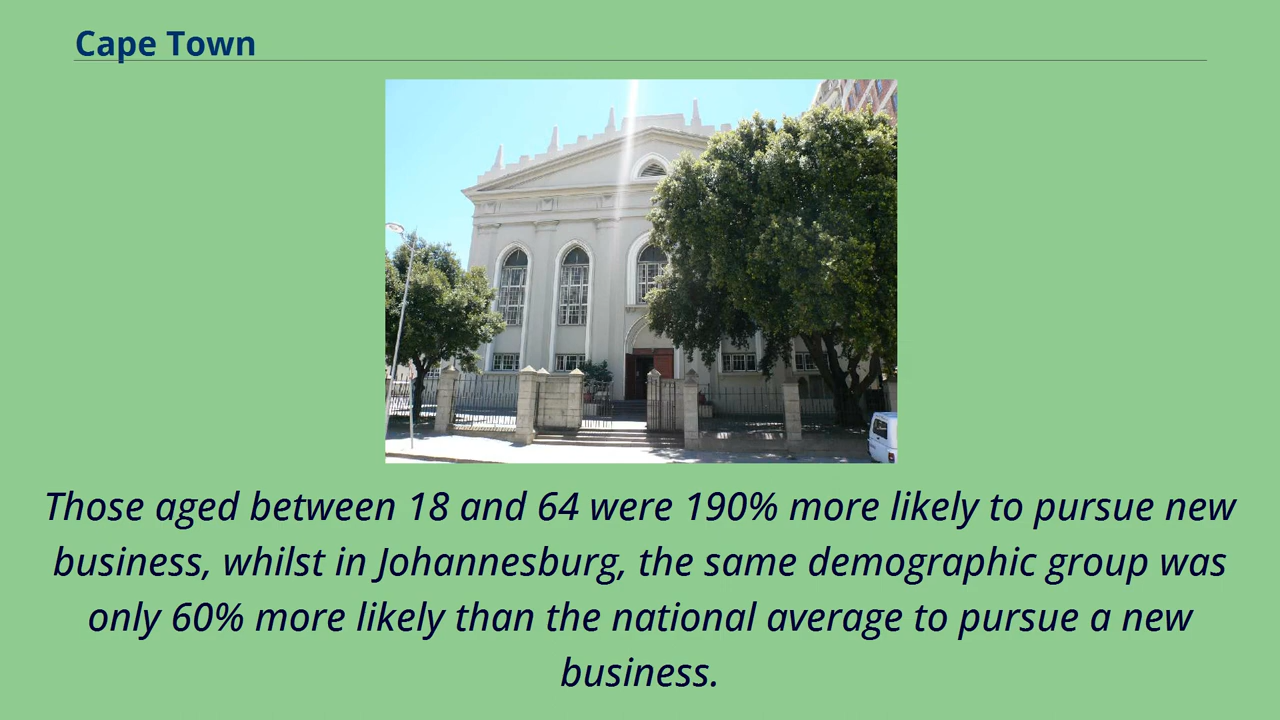 Cape Town
Those aged between 18 and 64 were 190% more likely to pursue new
business, whilst in Johannesburg, the same demographic group was
only 60% more likely than the national average to pursue a new
business.